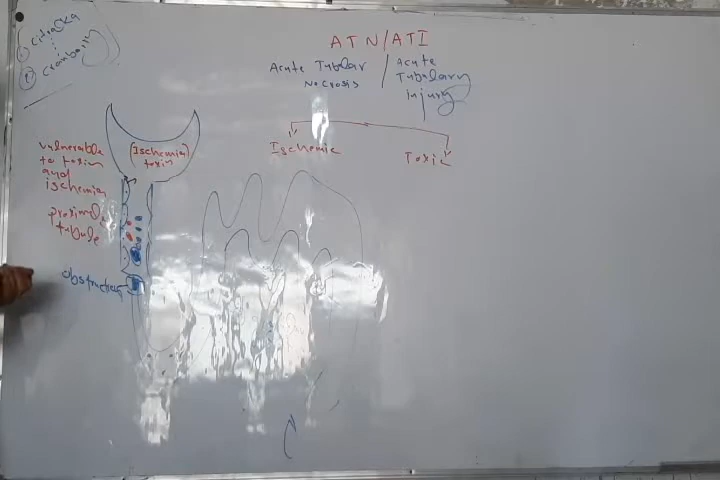 ATN/ATI
Acute Tubular / Acute
Necrosis Tubulary
Injury
Ischemic
Toxic
(Ischemia)
toxin
vulnerable
to toxin
and
ischemia
proximal
tubule
obstruction